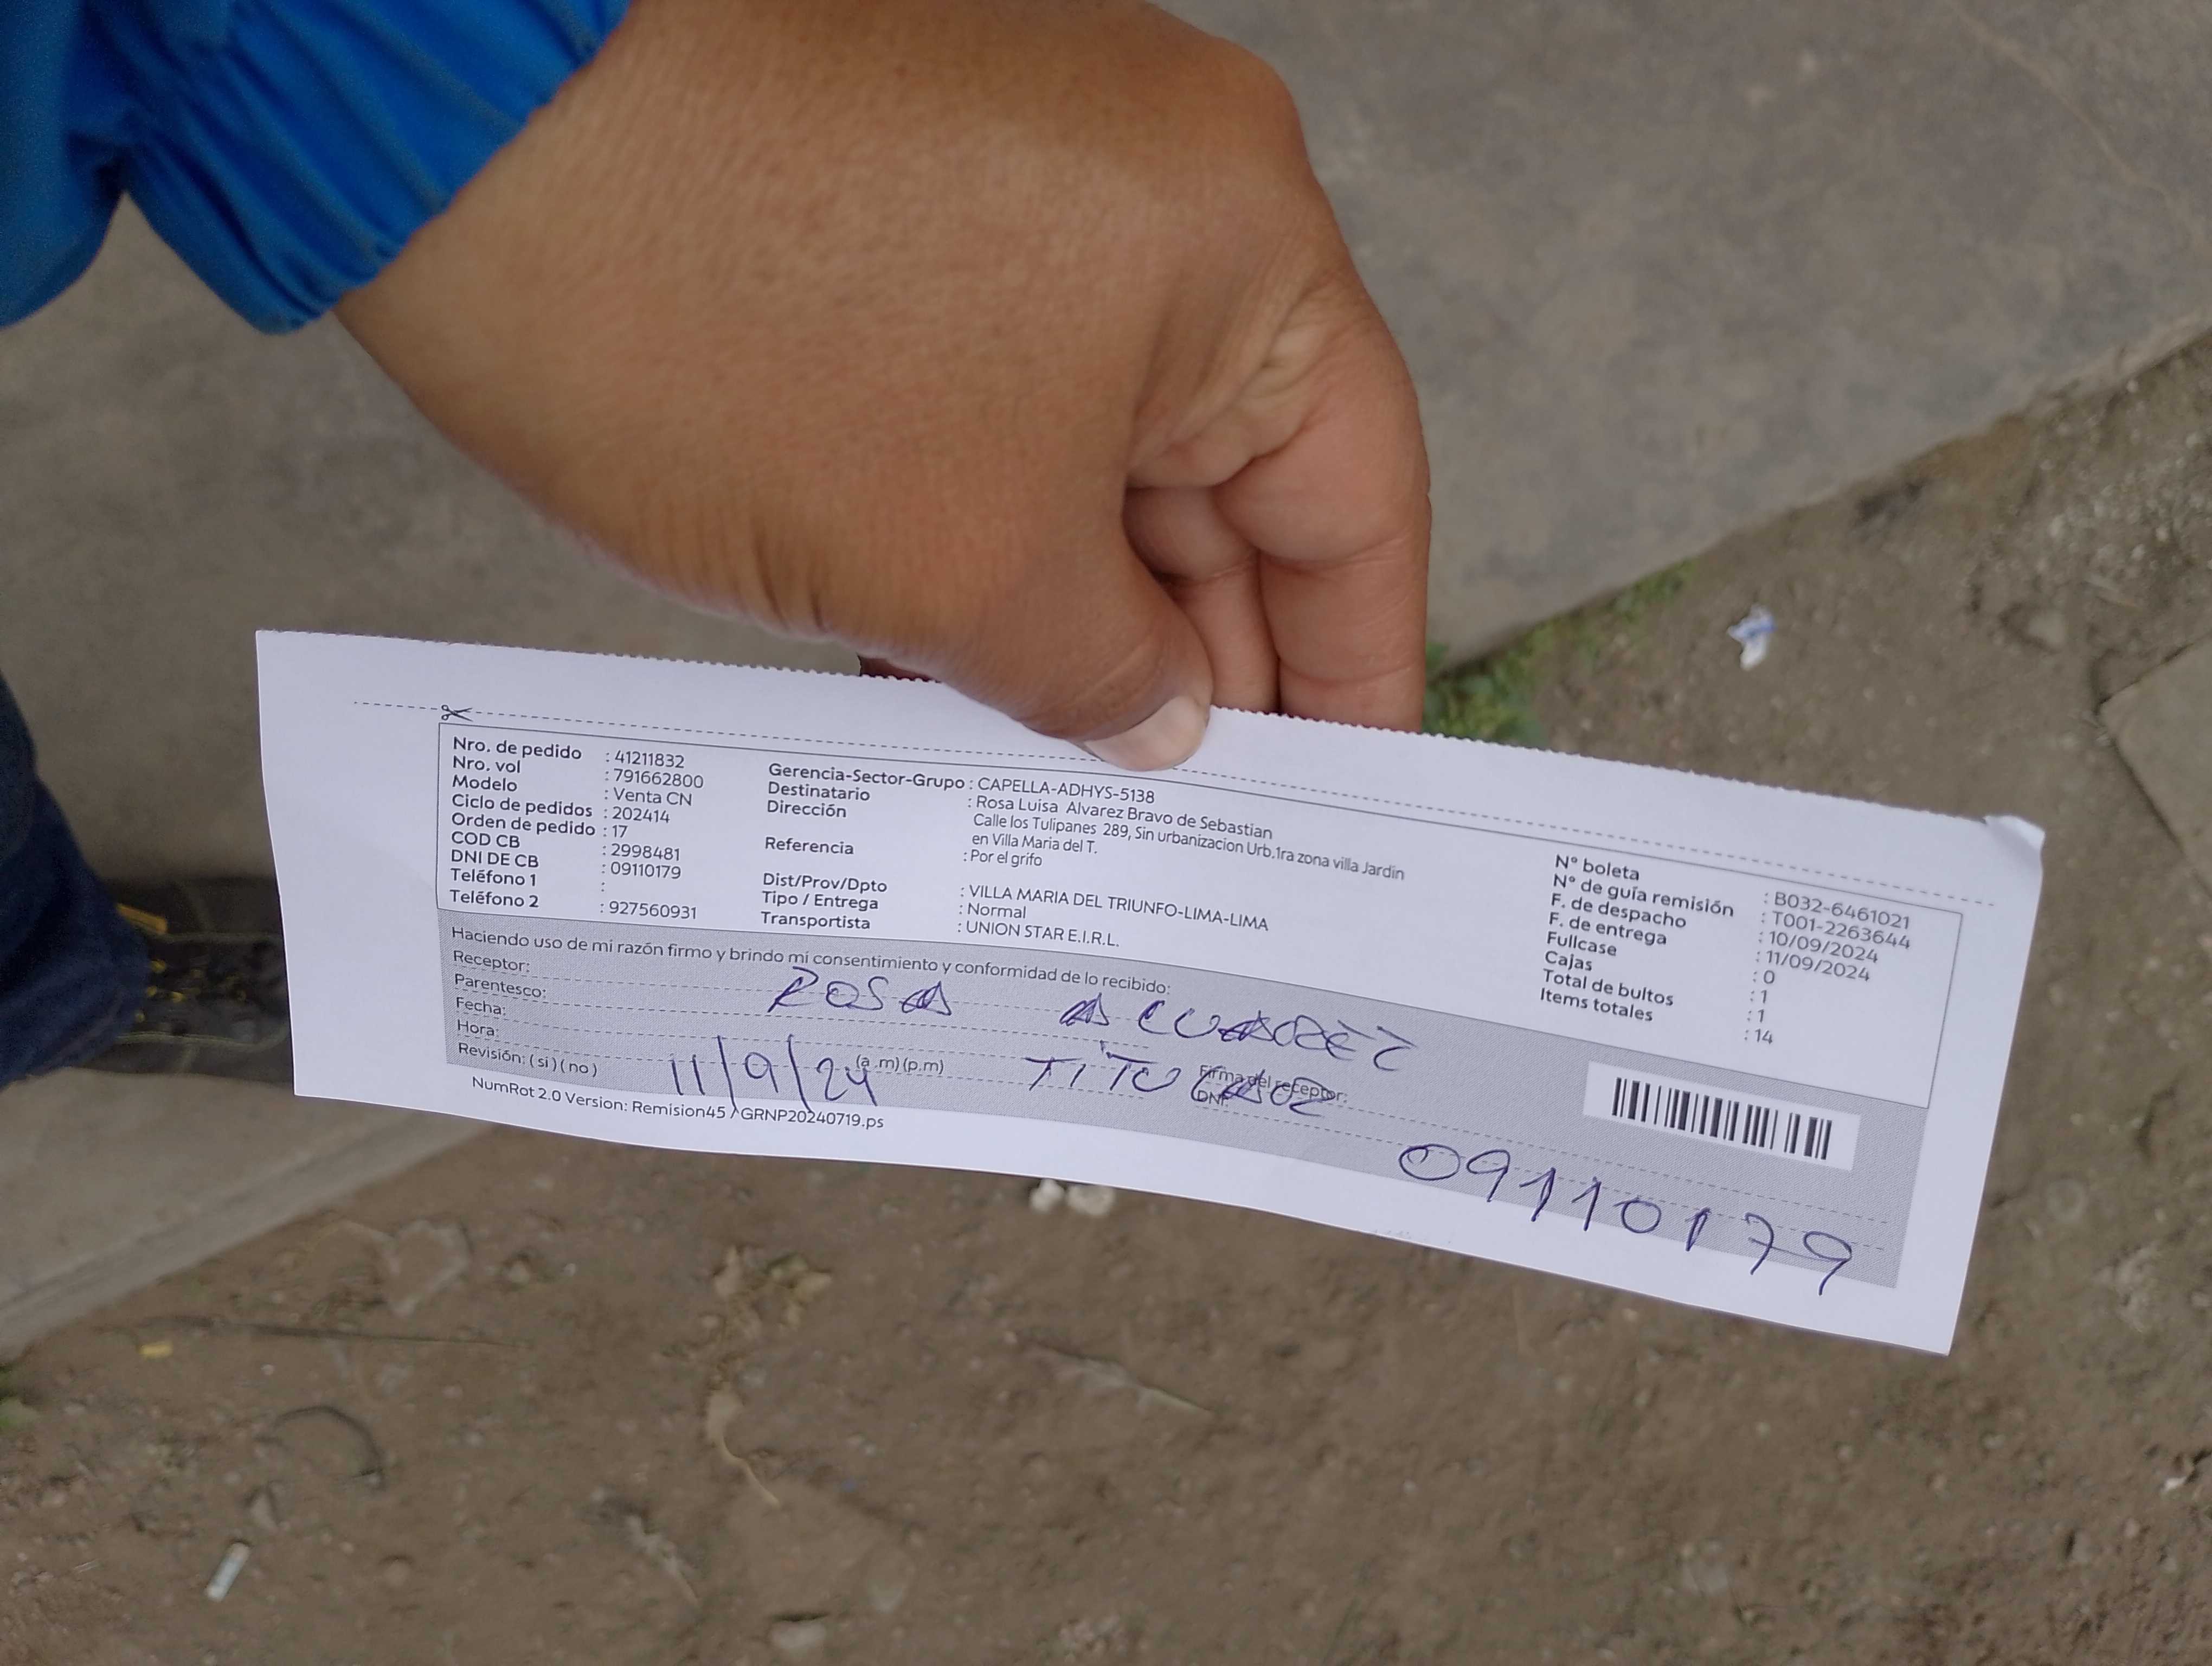 Nro. de pedido : 41211832
Nro. vol : 791662800
Modelo : Venta CN
Ciclo de pedidos : 202414
Orden de pedido : 17
COD CB : 2998481
DNI DE CB : 09110179
Teléfono 1 :
Teléfono 2 : 927560931
Gerencia-Sector-Grupo : CAPELLA-ADHYS-5138
Destinatario : Rosa Luisa Alvarez Bravo de Sebastian
Dirección Calle los Tulipanes 289, Sin urbanizacion Urb.1ra zona villa Jardin
en Villa Maria del T.
Referencia : Por el grifo
Dist/Prov/Dpto : VILLA MARIA DEL TRIUNFO-LIMA-LIMA
Tipo / Entrega : Normal
Transportista : UNION STAR E.I.R.L.
N° boleta : B032-6461021
N° de guía remisión : T001-2263644
F. de despacho : 10/09/2024
F. de entrega : 11/09/2024
Fullcase : 0
Cajas : 1
Total de bultos : 1
Items totales : 14
Haciendo uso de mi razón firmo y brindo mi consentimiento y conformidad de lo recibido:
Receptor: ROSA
Parentesco:
Fecha: 11/9/24
Hora: (a .m) (p.m)
Revisión: ( si ) ( no )
Firma del receptor:
DNI: 09110179
NumRot 2.0 Version: Remision45 / GRNP20240719.ps